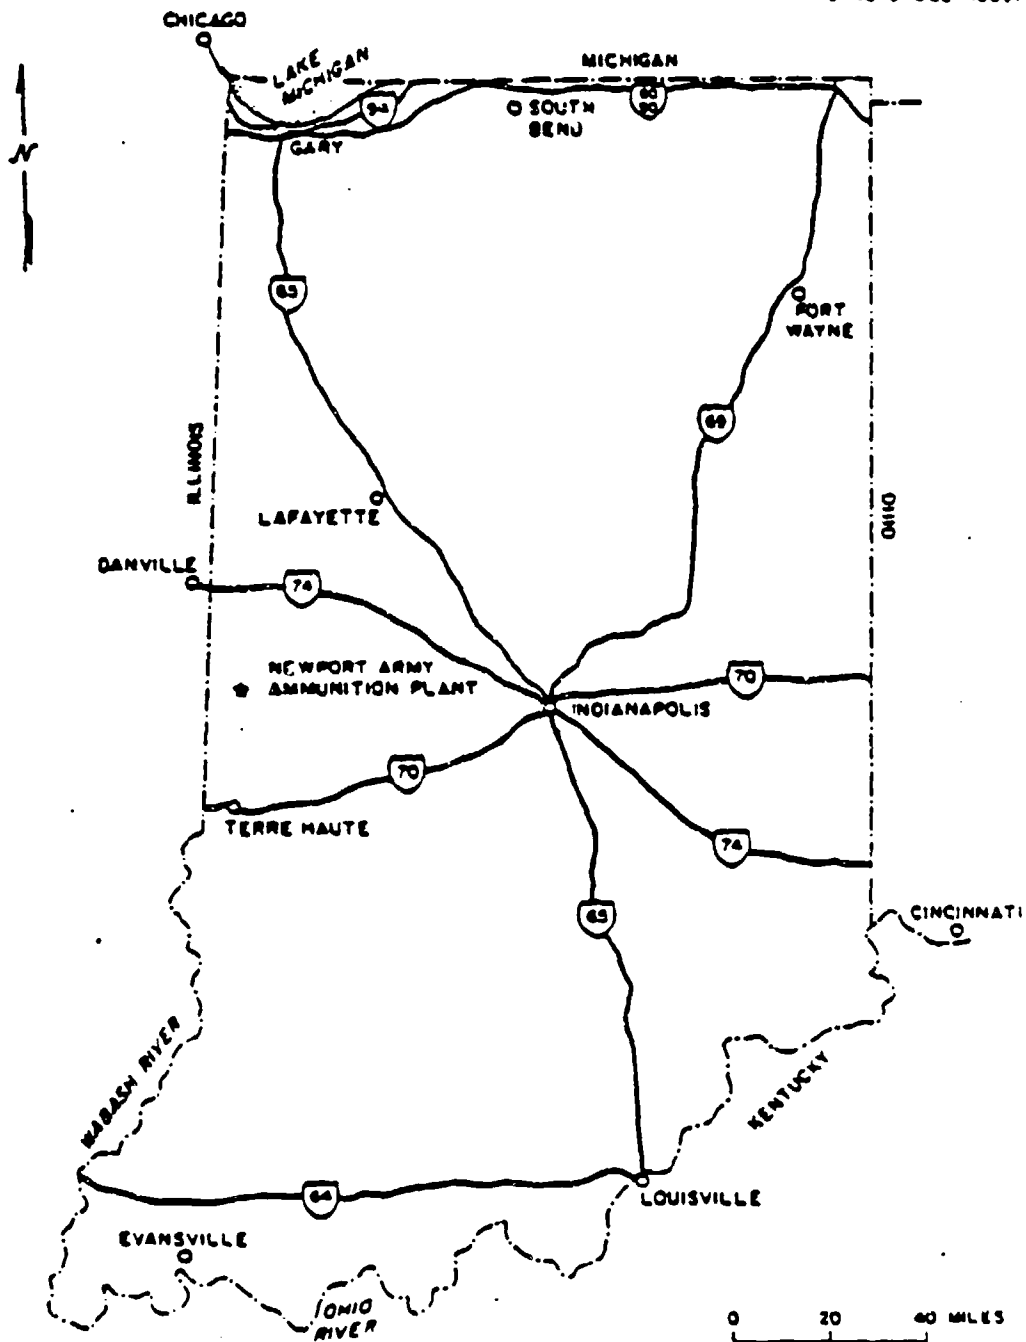 CHICAGO
LAKE
MICHIGAN
MICHIGAN
N
94
SOUTH
BEND
80
90
GARY
65
FORT
WAYNE
69
ILLINOIS
OHIO
LAFAYETTE
DANVILLE
74
NEWPORT ARMY
AMMUNITION PLANT
70
INDIANAPOLIS
70
TERRE HAUTE
74
65
CINCINNATI
WABASH RIVER
KENTUCKY
64
LOUISVILLE
EVANSVILLE
OHIO
RIVER
0 20 40 MILES